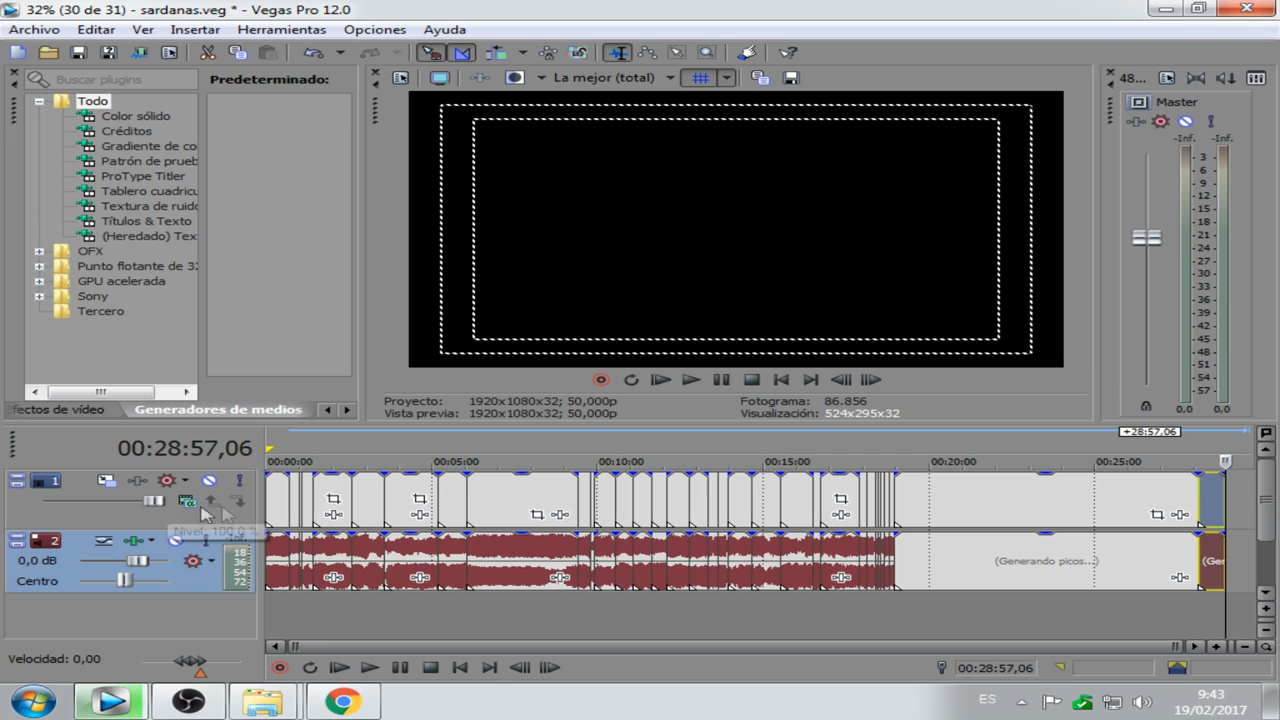 32% (30 de 31) - sardanas.veg * - Vegas Pro 12.0
Archivo Editar Ver Insertar Herramientas Opciones Ayuda
Buscar plugins
Predeterminado:
La mejor (total)
48...
Todo
Color sólido
Créditos
Gradiente de co
Patrón de prueb
ProType Titler
Tablero cuadricu
Textura de ruido
Títulos & Texto
(Heredado) Tex
OFX
Punto flotante de 32
GPU acelerada
Sony
Tercero
Master
-Inf. -Inf.
3
6
9
12
15
18
21
24
27
30
33
36
39
42
45
48
51
54
57
0,0 0,0
fectos de vídeo Generadores de medios
Proyecto: 1920x1080x32; 50,000p
Vista previa: 1920x1080x32; 50,000p
Fotograma: 86.856
Visualización: 524x295x32
+28:57,06
00:28:57,06
00:00:00 00:05:00 00:10:00 00:15:00 00:20:00 00:25:00
1
Nivel: 100,0 %
2
-Inf.
0,0 dB
Centro
18
36
54
72
(Generando picos...)
(Ger
Velocidad: 0,00
00:28:57,06
ES
9:43
19/02/2017